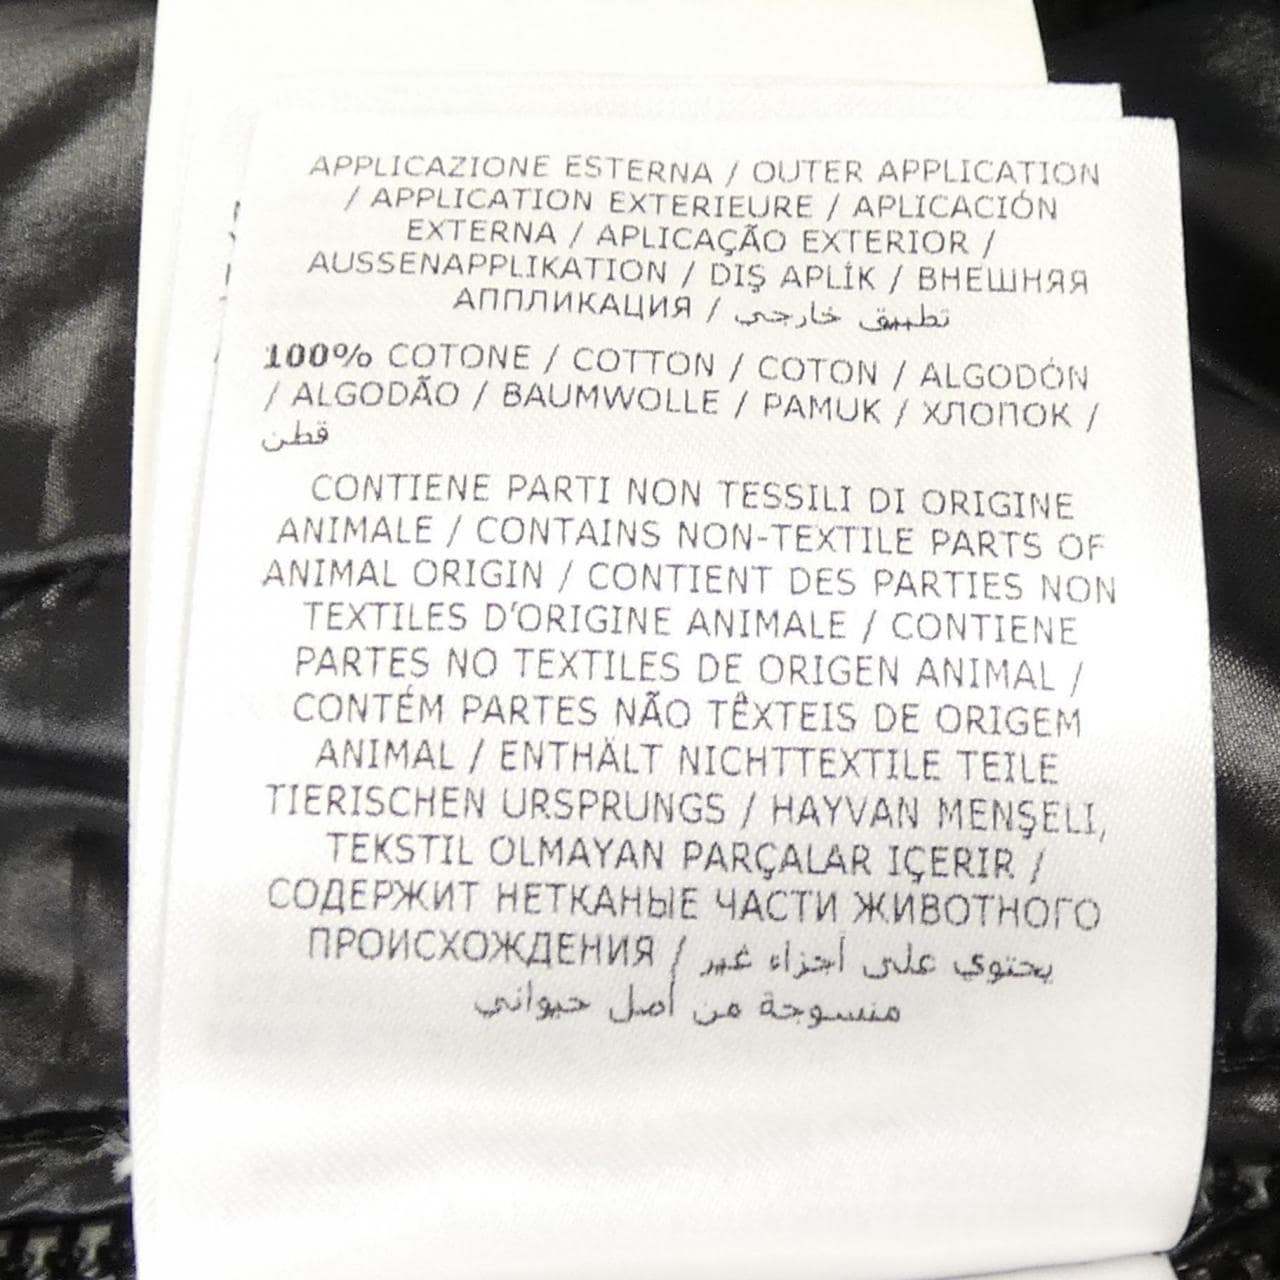 APPLICAZIONE ESTERNA / OUTER APPLICATION
/ APPLICATION EXTERIEURE / APLICACIÓN
EXTERNA / APLICAÇÃO EXTERIOR /
AUSSENAPPLIKATION / DIŞ APLİK / ВНЕШНЯЯ
АППЛИКАЦИЯ / تطبيق خارجي
100% COTONE / COTTON / COTON / ALGODÓN
/ ALGODÃO / BAUMWOLLE / PAMUK / ХЛОПОК /
قطن
CONTIENE PARTI NON TESSILI DI ORIGINE
ANIMALE / CONTAINS NON-TEXTILE PARTS OF
ANIMAL ORIGIN / CONTIENT DES PARTIES NON
TEXTILES D'ORIGINE ANIMALE / CONTIENE
PARTES NO TEXTILES DE ORIGEN ANIMAL /
CONTÉM PARTES NÃO TÊXTEIS DE ORIGEM
ANIMAL / ENTHÄLT NICHTTEXTILE TEILE
TIERISCHEN URSPRUNGS / HAYVAN MENŞELI,
TEKSTIL OLMAYAN PARÇALAR IÇERIR /
СОДЕРЖИТ НЕТКАНЫЕ ЧАСТИ ЖИВОТНОГО
ПРОИСХОЖДЕНИЯ / يحتوي على أجزاء غير
منسوجة من أصل حيواني